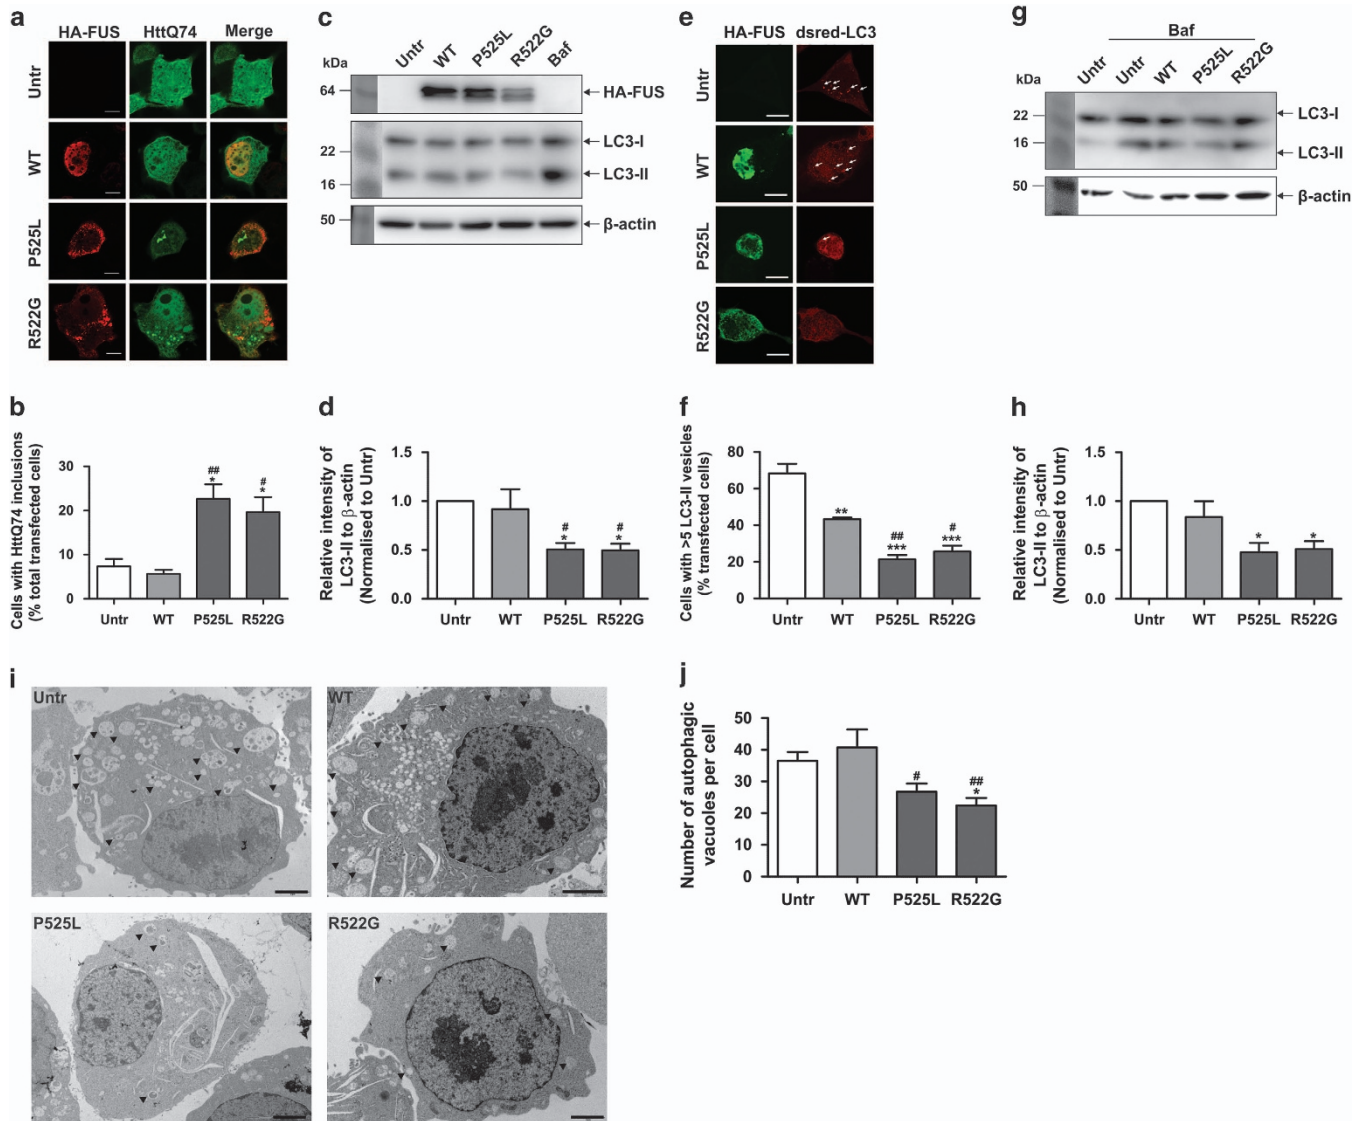 a
HA-FUS HttQ74 Merge
Untr
WT
P525L
R522G
b
Cells with HttQ74 inclusions
(% total transfected cells)
30
20
10
0
## 
*
#
*
Untr WT P525L R522G
c
kDa
Untr WT P525L R522G Baf
64
HA-FUS
LC3-I
22
LC3-II
16
50
β-actin
d
Relative intensity of
LC3-II to β-actin
(Normalised to Untr)
1.5
1.0
0.5
0.0
# #
* *
Untr WT P525L R522G
e
HA-FUS dsred-LC3
Untr
WT
P525L
R522G
f
Cells with >5 LC3-II vesicles
(% transfected cells)
80
60
40
20
0
**
##
***
#
***
Untr WT P525L R522G
g
Baf
kDa
Untr Untr WT P525L R522G
22
LC3-I
16
LC3-II
50
β-actin
h
Relative intensity of
LC3-II to β-actin
(Normalised to Untr)
1.5
1.0
0.5
0.0
* *
Untr WT P525L R522G
i
Untr
WT
P525L
R522G
j
Number of autophagic
vacuoles per cell
50
40
30
20
10
0
#
##
*
Untr WT P525L R522G